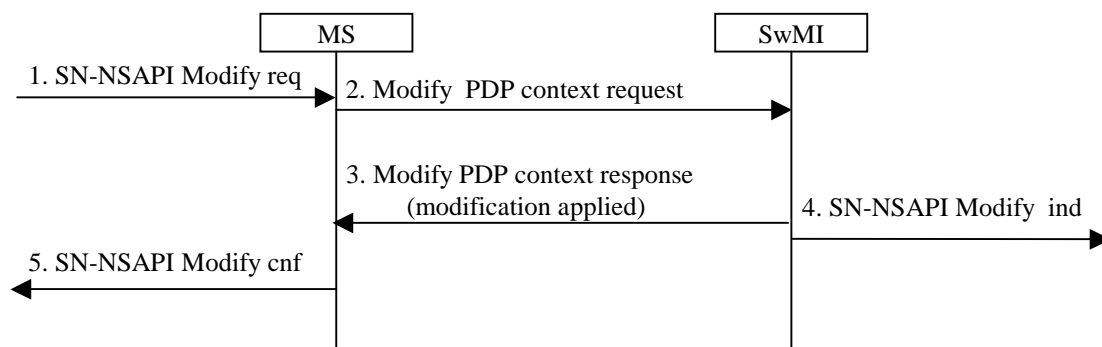 MS
SwMI
1. SN-NSAPI Modify req
2. Modify PDP context request
3. Modify PDP context response
(modification applied)
4. SN-NSAPI Modify ind
5. SN-NSAPI Modify cnf